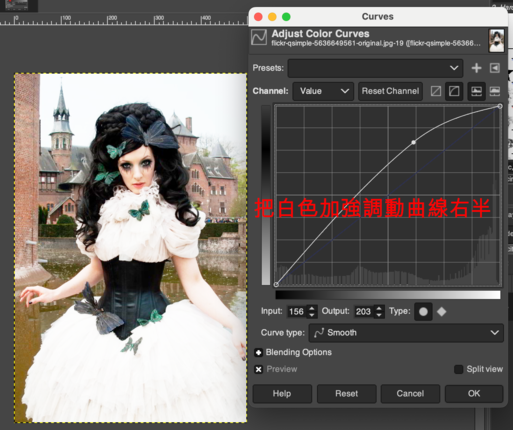 Curves
Adjust Color Curves
flickr-qsimple-5636649561-original.jpg-19 ([flickr-qsimple-56366...
Presets:
Channel: Value Reset Channel
把白色加強調動曲線右半
Input: 156 Output: 203 Type:
Curve type: Smooth
Blending Options
Preview Split view
Help Reset Cancel OK